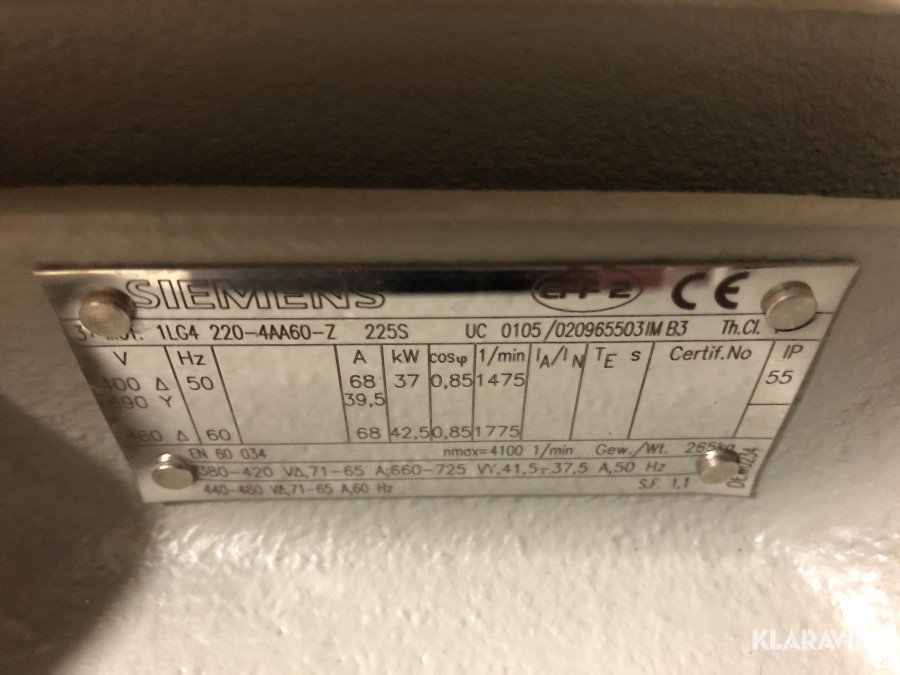 SIEMENS EFF 2 CE
1LG4 220-4AA60-Z 225S UC 0105/020965503 IM B3 Th.Cl.
V Hz A kW cosφ 1/min IA/IN TE s Certif.No IP
400 Δ 50 68 37 0,85 1475 55
690 Y 39,5
460 Δ 60 68 42,5 0,85 1775
EN 60 034 nmax=4100 1/min Gew./Wt. 265kg
380-420 VΔ,71-65 A;660-725 VY,41,5-37,5 A,50 Hz
440-480 VΔ,71-65 A,60 Hz S.F. 1,1